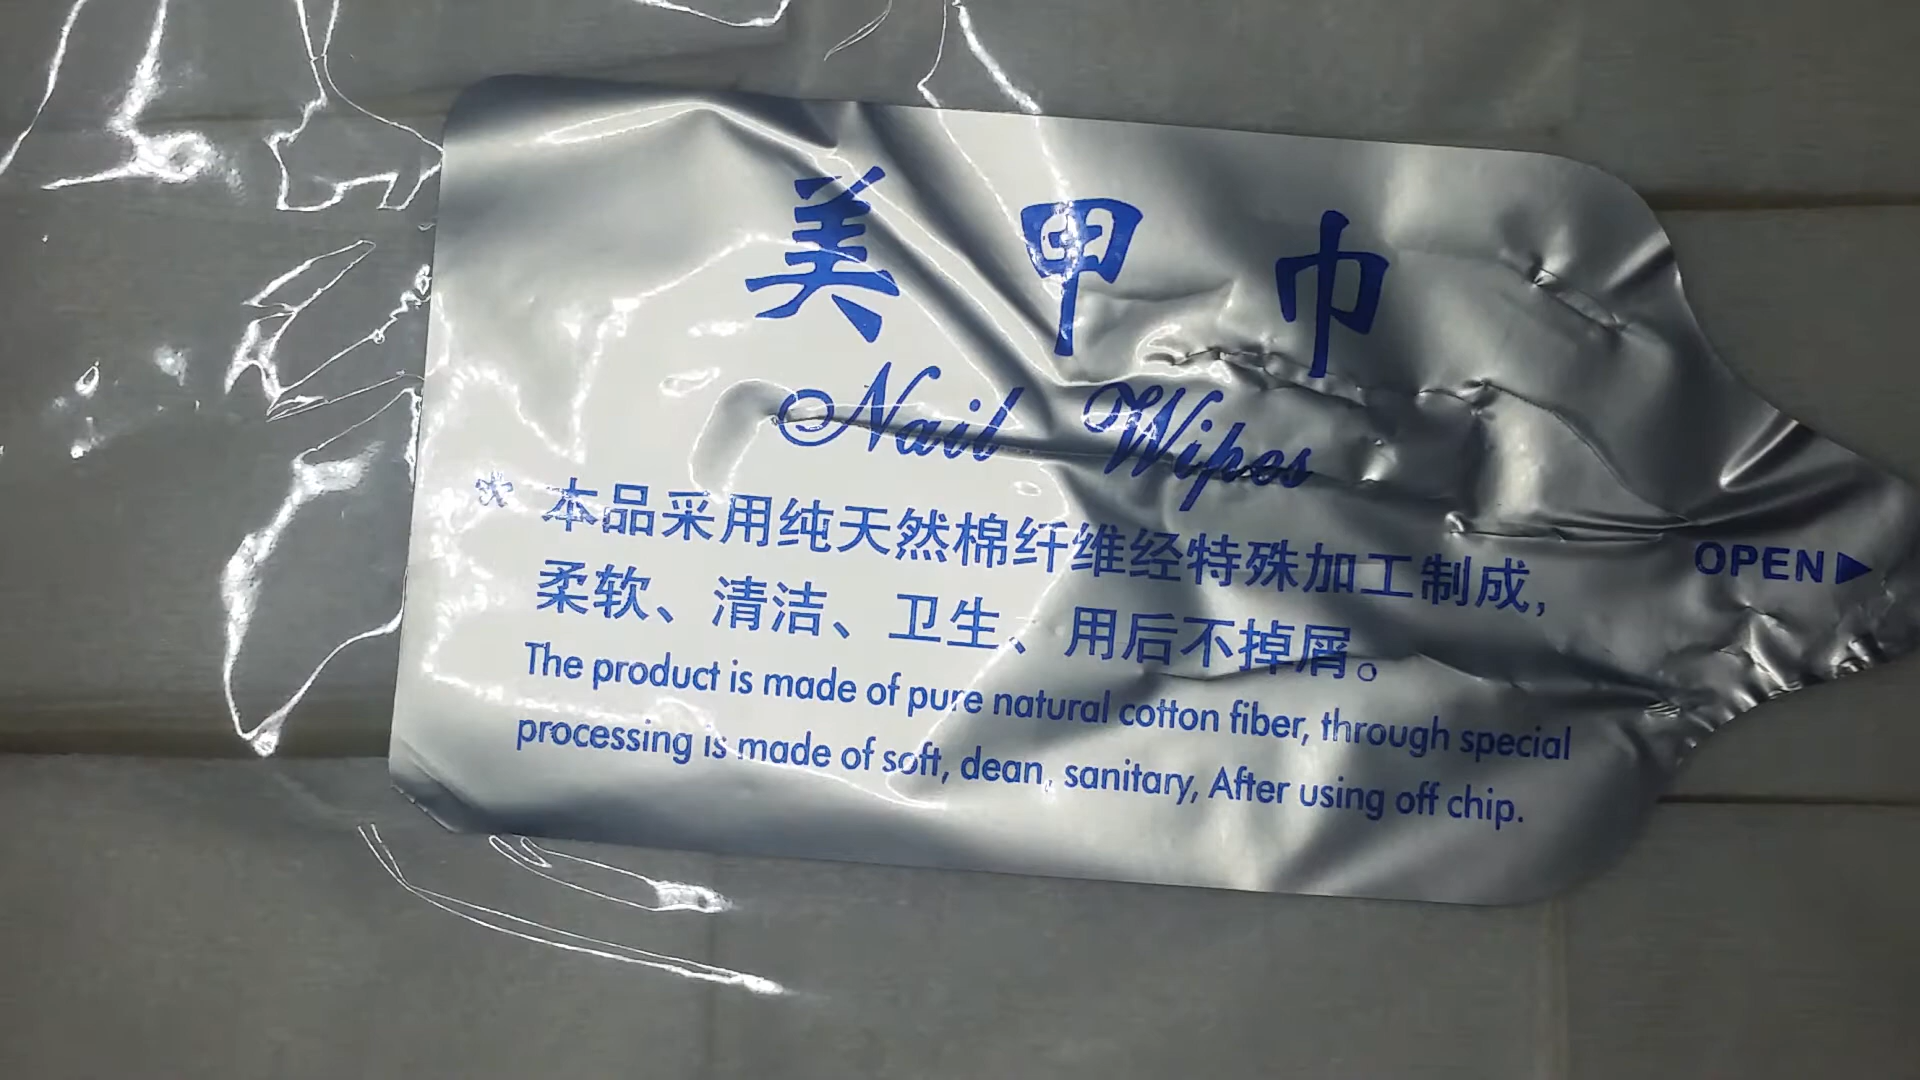 美甲巾
Nail Wipes
* 本品采用纯天然棉纤维经特殊加工制成,
柔软、清洁、卫生、用后不掉屑。
The product is made of pure natural cotton fiber, through special
processing is made of soft, dean, sanitary, After using off chip.
OPEN▶